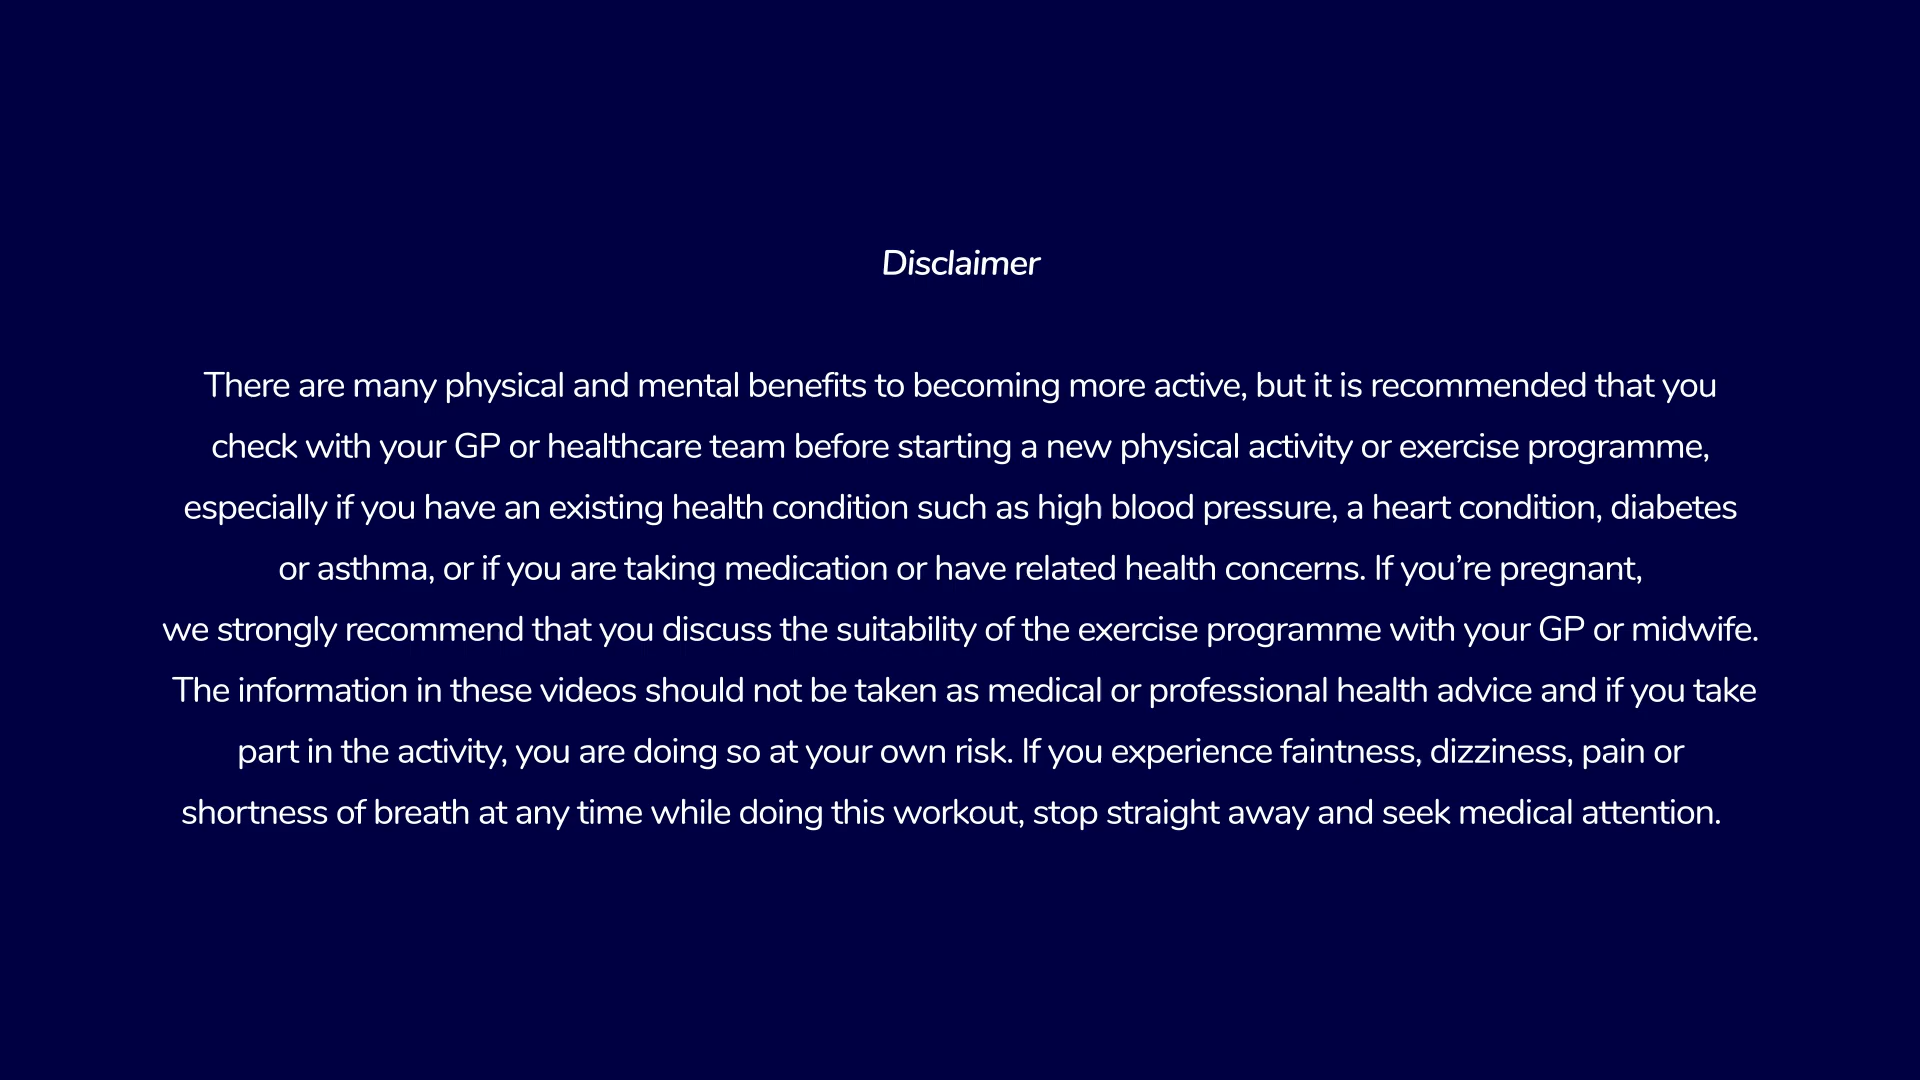 Disclaimer
There are many physical and mental benefits to becoming more active, but it is recommended that you
check with your GP or healthcare team before starting a new physical activity or exercise programme,
especially if you have an existing health condition such as high blood pressure, a heart condition, diabetes
or asthma, or if you are taking medication or have related health concerns. If you’re pregnant,
we strongly recommend that you discuss the suitability of the exercise programme with your GP or midwife.
The information in these videos should not be taken as medical or professional health advice and if you take
part in the activity, you are doing so at your own risk. If you experience faintness, dizziness, pain or
shortness of breath at any time while doing this workout, stop straight away and seek medical attention.